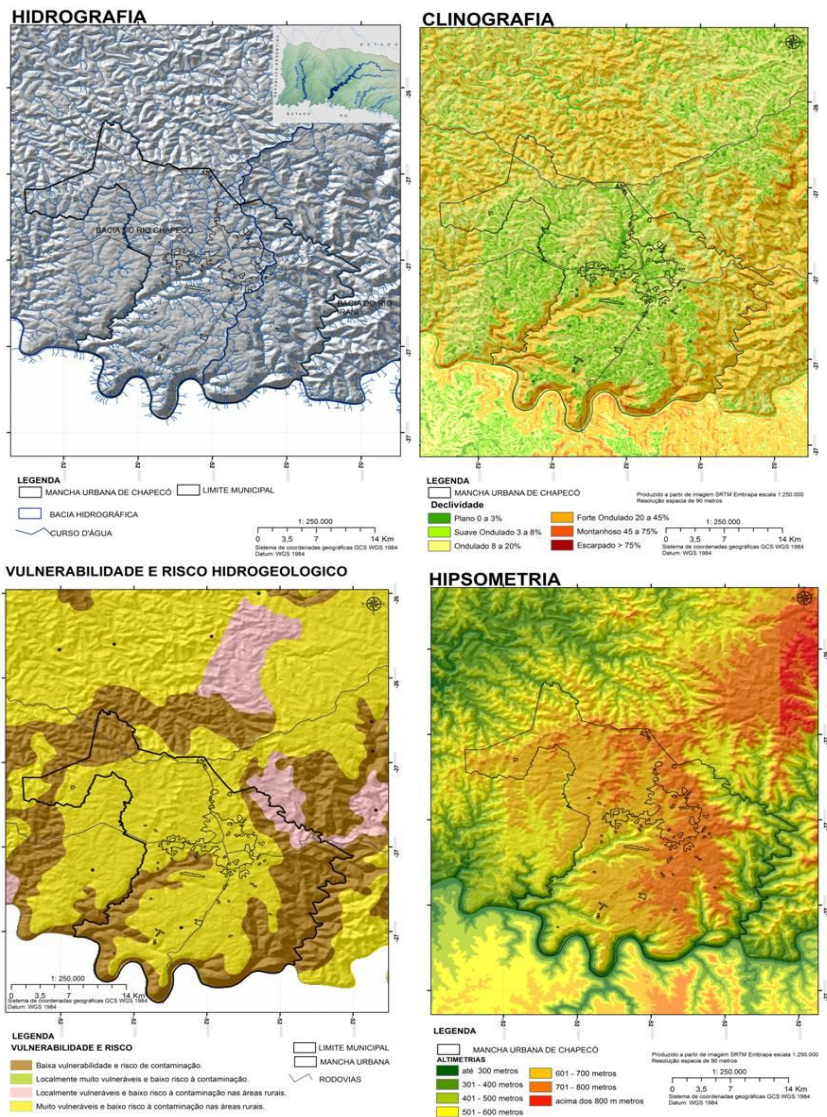 HIDROGRAFIA
BACIA DO RIO CHAPECÓ
BACIA DO RIO
IRANI
LEGENDA
MANCHA URBANA DE CHAPECÓ
LIMITE MUNICIPAL
BACIA HIDROGRÁFICA
CURSO D'ÁGUA
1: 250.000
0 3,5 7 14 Km
Sistema de coordenadas geográficas GCS WGS 1984
Datum: WGS 1984
CLINOGRAFIA
LEGENDA
MANCHA URBANA DE CHAPECÓ
Declividade
Plano 0 a 3%
Suave Ondulado 3 a 8%
Ondulado 8 a 20%
Forte Ondulado 20 a 45%
Montanhoso 45 a 75%
Escarpado > 75%
Produzido a partir de imagem SRTM Embrapa escala 1:250.000
Resolução espacia de 90 metros
1: 250.000
0 3,5 7 14 Km
Sistema de coordenadas geográficas GCS WGS 1984
Datum: WGS 1984
VULNERABILIDADE E RISCO HIDROGEOLOGICO
1: 250.000
0 3,5 7 14 Km
Sistema de coordenadas geográficas GCS WGS 1984
Datum: WGS 1984
LEGENDA
VULNERABILIDADE E RISCO
Baixa vulnerabilidade e risco de contaminação.
Localmente muito vulneráveis e baixo risco à contaminação.
Localmente vulneráveis e baixo risco à contaminação nas áreas rurais.
Muito vulneráveis e baixo risco à contaminação nas áreas rurais.
LIMITE MUNICIPAL
MANCHA URBANA
RODOVIAS
HIPSOMETRIA
LEGENDA
MANCHA URBANA DE CHAPECÓ
ALTIMETRIAS
até 300 metros
301 - 400 metros
401 - 500 metros
501 - 600 metros
601 - 700 metros
701 - 800 metros
acima dos 800 m metros
Produzido a partir de imagem SRTM Embrapa escala 1:250.000
Resolução espacia de 90 metros
1: 250.000
0 3,5 7 14 Km
Sistema de coordenadas geográficas GCS WGS 1984
Datum: WGS 1984